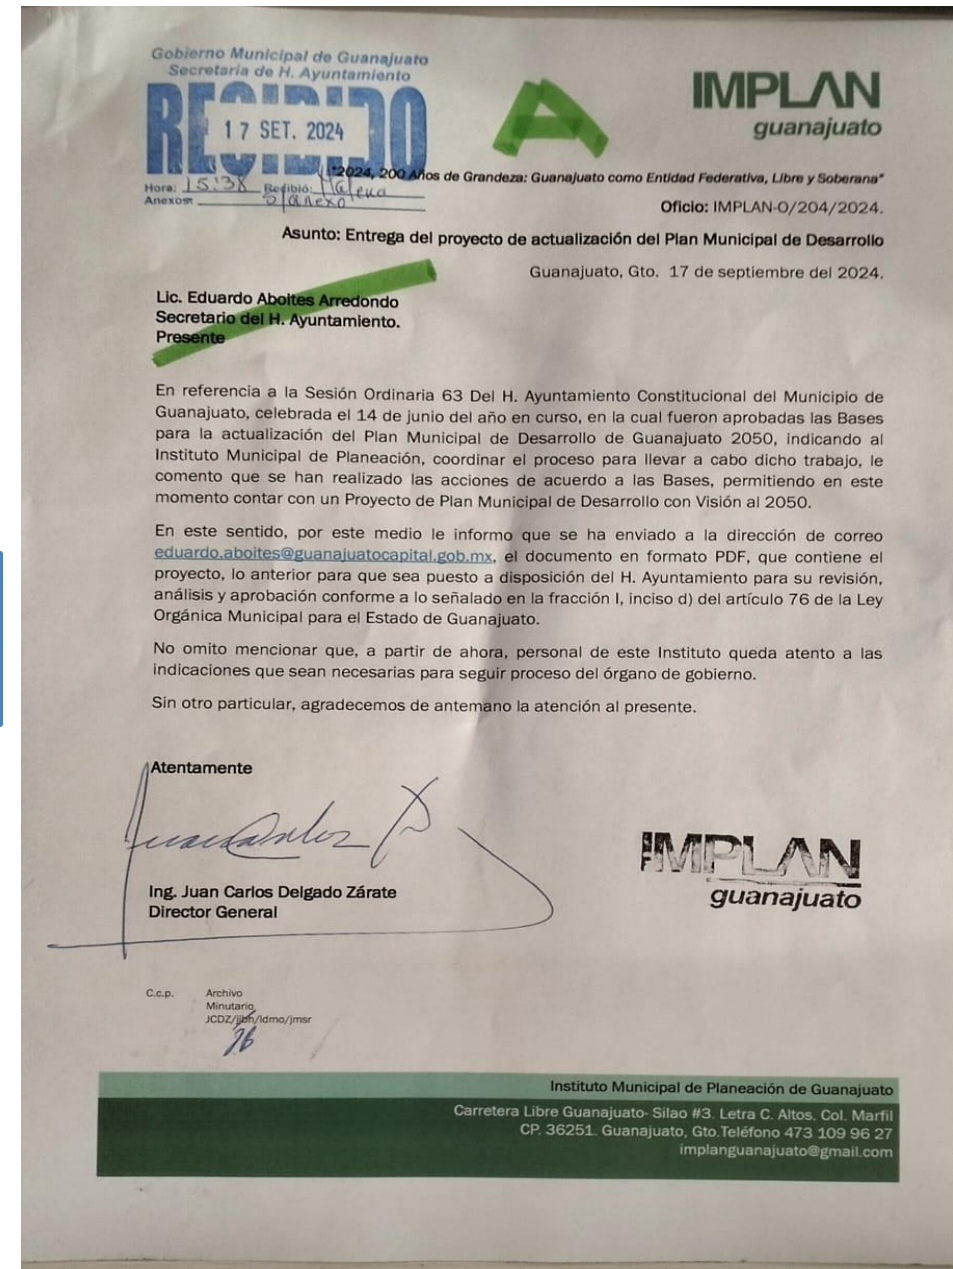 Gobierno Municipal de Guanajuato
Secretaria de H. Ayuntamiento
RECIBIDO
17 SET. 2024
Hora: 15:38 Recibió: 
Anexos: s/anexo
IMPLAN
guanajuato
"2024, 200 Años de Grandeza: Guanajuato como Entidad Federativa, Libre y Soberana"
Oficio: IMPLAN-O/204/2024.
Asunto: Entrega del proyecto de actualización del Plan Municipal de Desarrollo
Guanajuato, Gto. 17 de septiembre del 2024.
Lic. Eduardo Aboites Arredondo
Secretario del H. Ayuntamiento.
Presente
En referencia a la Sesión Ordinaria 63 Del H. Ayuntamiento Constitucional del Municipio de
Guanajuato, celebrada el 14 de junio del año en curso, en la cual fueron aprobadas las Bases
para la actualización del Plan Municipal de Desarrollo de Guanajuato 2050, indicando al
Instituto Municipal de Planeación, coordinar el proceso para llevar a cabo dicho trabajo, le
comento que se han realizado las acciones de acuerdo a las Bases, permitiendo en este
momento contar con un Proyecto de Plan Municipal de Desarrollo con Visión al 2050.
En este sentido, por este medio le informo que se ha enviado a la dirección de correo
eduardo.aboites@guanajuatocapital.gob.mx, el documento en formato PDF, que contiene el
proyecto, lo anterior para que sea puesto a disposición del H. Ayuntamiento para su revisión,
análisis y aprobación conforme a lo señalado en la fracción I, inciso d) del artículo 76 de la Ley
Orgánica Municipal para el Estado de Guanajuato.
No omito mencionar que, a partir de ahora, personal de este Instituto queda atento a las
indicaciones que sean necesarias para seguir proceso del órgano de gobierno.
Sin otro particular, agradecemos de antemano la atención al presente.
Atentamente
Ing. Juan Carlos Delgado Zárate
Director General
IMPLAN
guanajuato
C.c.p. Archivo
Minutario
JCDZ/jjbh/ldmo/jmsr
Instituto Municipal de Planeación de Guanajuato
Carretera Libre Guanajuato- Silao #3. Letra C. Altos. Col. Marfil
CP. 36251. Guanajuato, Gto.Teléfono 473 109 96 27
implanguanajuato@gmail.com